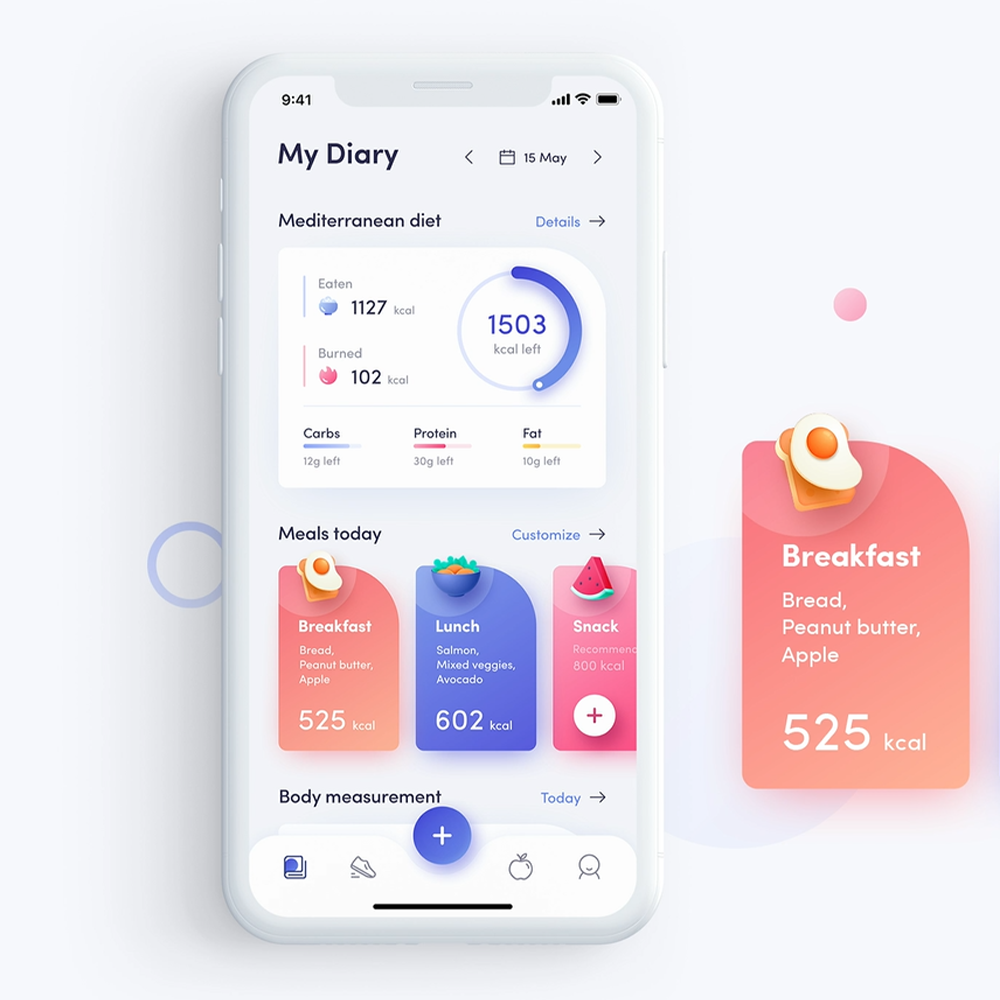 9:41
My Diary
15 May
Mediterranean diet
Details
Eaten
1127 kcal
Burned
102 kcal
1503
kcal left
Carbs
12g left
Protein
30g left
Fat
10g left
Meals today
Customize
Breakfast
Bread,
Peanut butter,
Apple
525 kcal
Lunch
Salmon,
Mixed veggies,
Avocado
602 kcal
Snack
Recommen
800 kcal
Body measurement
Today
Breakfast
Bread,
Peanut butter,
Apple
525 kcal